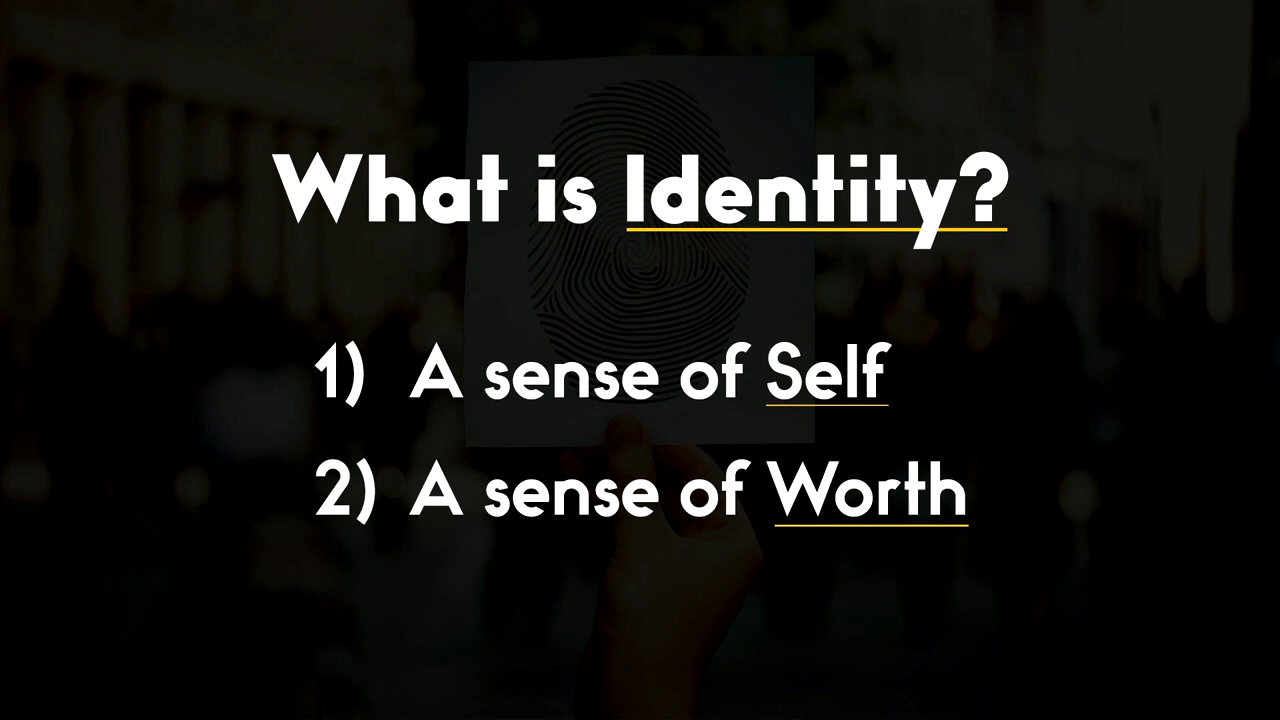 What is Identity?
1) A sense of Self
2) A sense of Worth